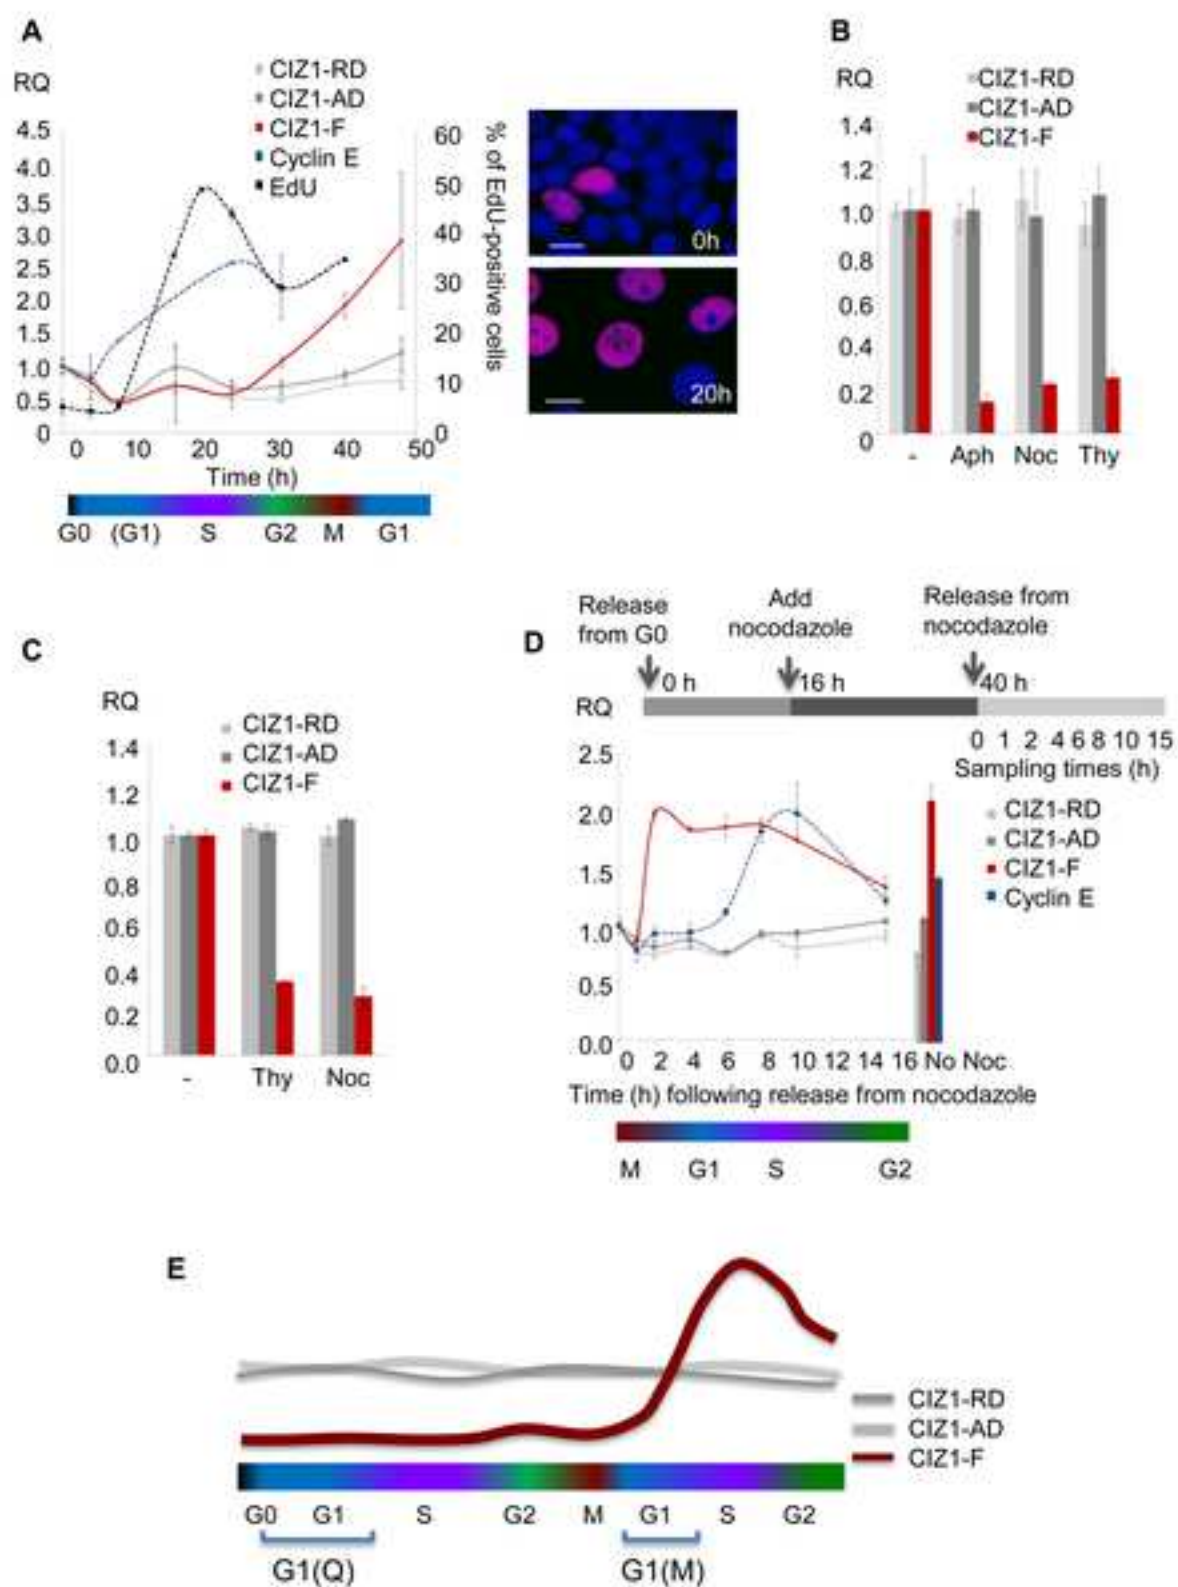 A
RQ
CIZ1-RD
CIZ1-AD
CIZ1-F
Cyclin E
EdU
4.5
4.0
3.5
3.0
2.5
2.0
1.5
1.0
0.5
0
60
50
40
30
20
10
0
% of EdU-positive cells
0 10 20 30 40 50
Time (h)
G0 (G1) S G2 M G1
0h
20h
B
RQ
CIZ1-RD
CIZ1-AD
CIZ1-F
1.4
1.2
1.0
0.8
0.6
0.4
0.2
0
- Aph Noc Thy
C
RQ
CIZ1-RD
CIZ1-AD
CIZ1-F
1.4
1.2
1.0
0.8
0.6
0.4
0.2
0.0
- Thy Noc
D
Release from G0
Add nocodazole
Release from nocodazole
0 h 16 h 40 h
0 1 2 4 6 8 10 15
Sampling times (h)
RQ
2.5
2.0
1.5
1.0
0.5
0.0
CIZ1-RD
CIZ1-AD
CIZ1-F
Cyclin E
0 2 4 6 8 10 12 14 16 No Noc
Time (h) following release from nocodazole
M G1 S G2
E
CIZ1-RD
CIZ1-AD
CIZ1-F
G0 G1 S G2 M G1 S G2
G1(Q) G1(M)